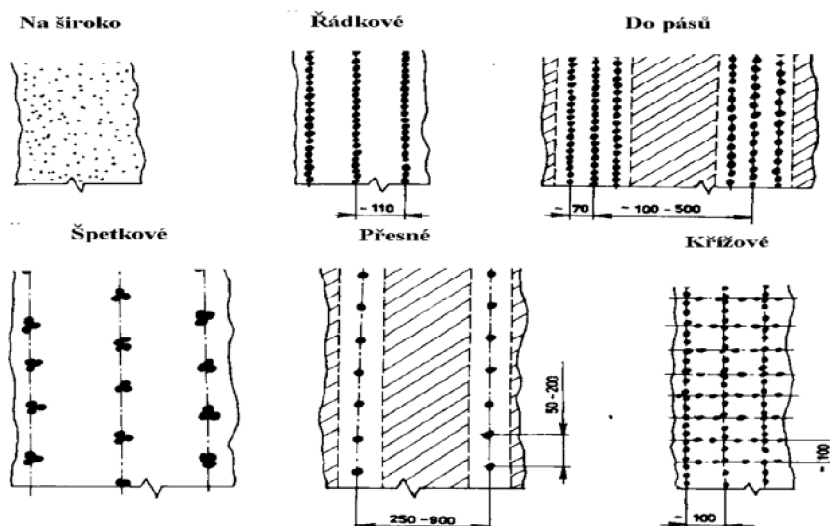 Na široko
Řádkové
Do pásů
~110
~ 70
~100-500
Špetkové
Přesné
Křížové
50-200
250-900
~100
~ 100